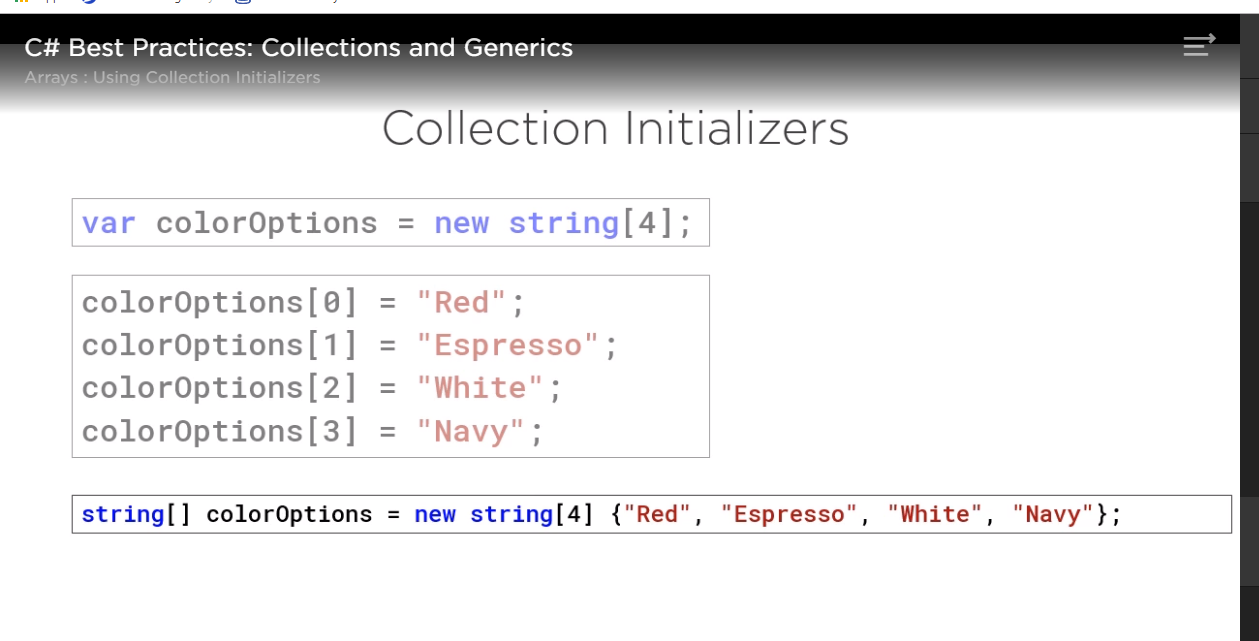 C# Best Practices: Collections and Generics
Arrays : Using Collection Initializers
Collection Initializers
var colorOptions = new string[4];
colorOptions[0] = "Red";
colorOptions[1] = "Espresso";
colorOptions[2] = "White";
colorOptions[3] = "Navy";
string[] colorOptions = new string[4] {"Red", "Espresso", "White", "Navy"};